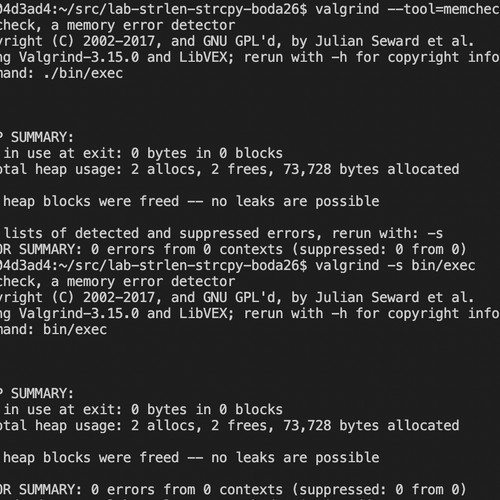 04d3ad4:~/src/lab-strlen-strcpy-boda26$ valgrind --tool=memchec
check, a memory error detector
yright (C) 2002-2017, and GNU GPL'd, by Julian Seward et al.
ng Valgrind-3.15.0 and LibVEX; rerun with -h for copyright info
mand: ./bin/exec
P SUMMARY:
in use at exit: 0 bytes in 0 blocks
otal heap usage: 2 allocs, 2 frees, 73,728 bytes allocated
heap blocks were freed -- no leaks are possible
lists of detected and suppressed errors, rerun with: -s
OR SUMMARY: 0 errors from 0 contexts (suppressed: 0 from 0)
04d3ad4:~/src/lab-strlen-strcpy-boda26$ valgrind -s bin/exec
check, a memory error detector
yright (C) 2002-2017, and GNU GPL'd, by Julian Seward et al.
ng Valgrind-3.15.0 and LibVEX; rerun with -h for copyright info
mand: bin/exec
P SUMMARY:
in use at exit: 0 bytes in 0 blocks
otal heap usage: 2 allocs, 2 frees, 73,728 bytes allocated
heap blocks were freed -- no leaks are possible
OR SUMMARY: 0 errors from 0 contexts (suppressed: 0 from 0)